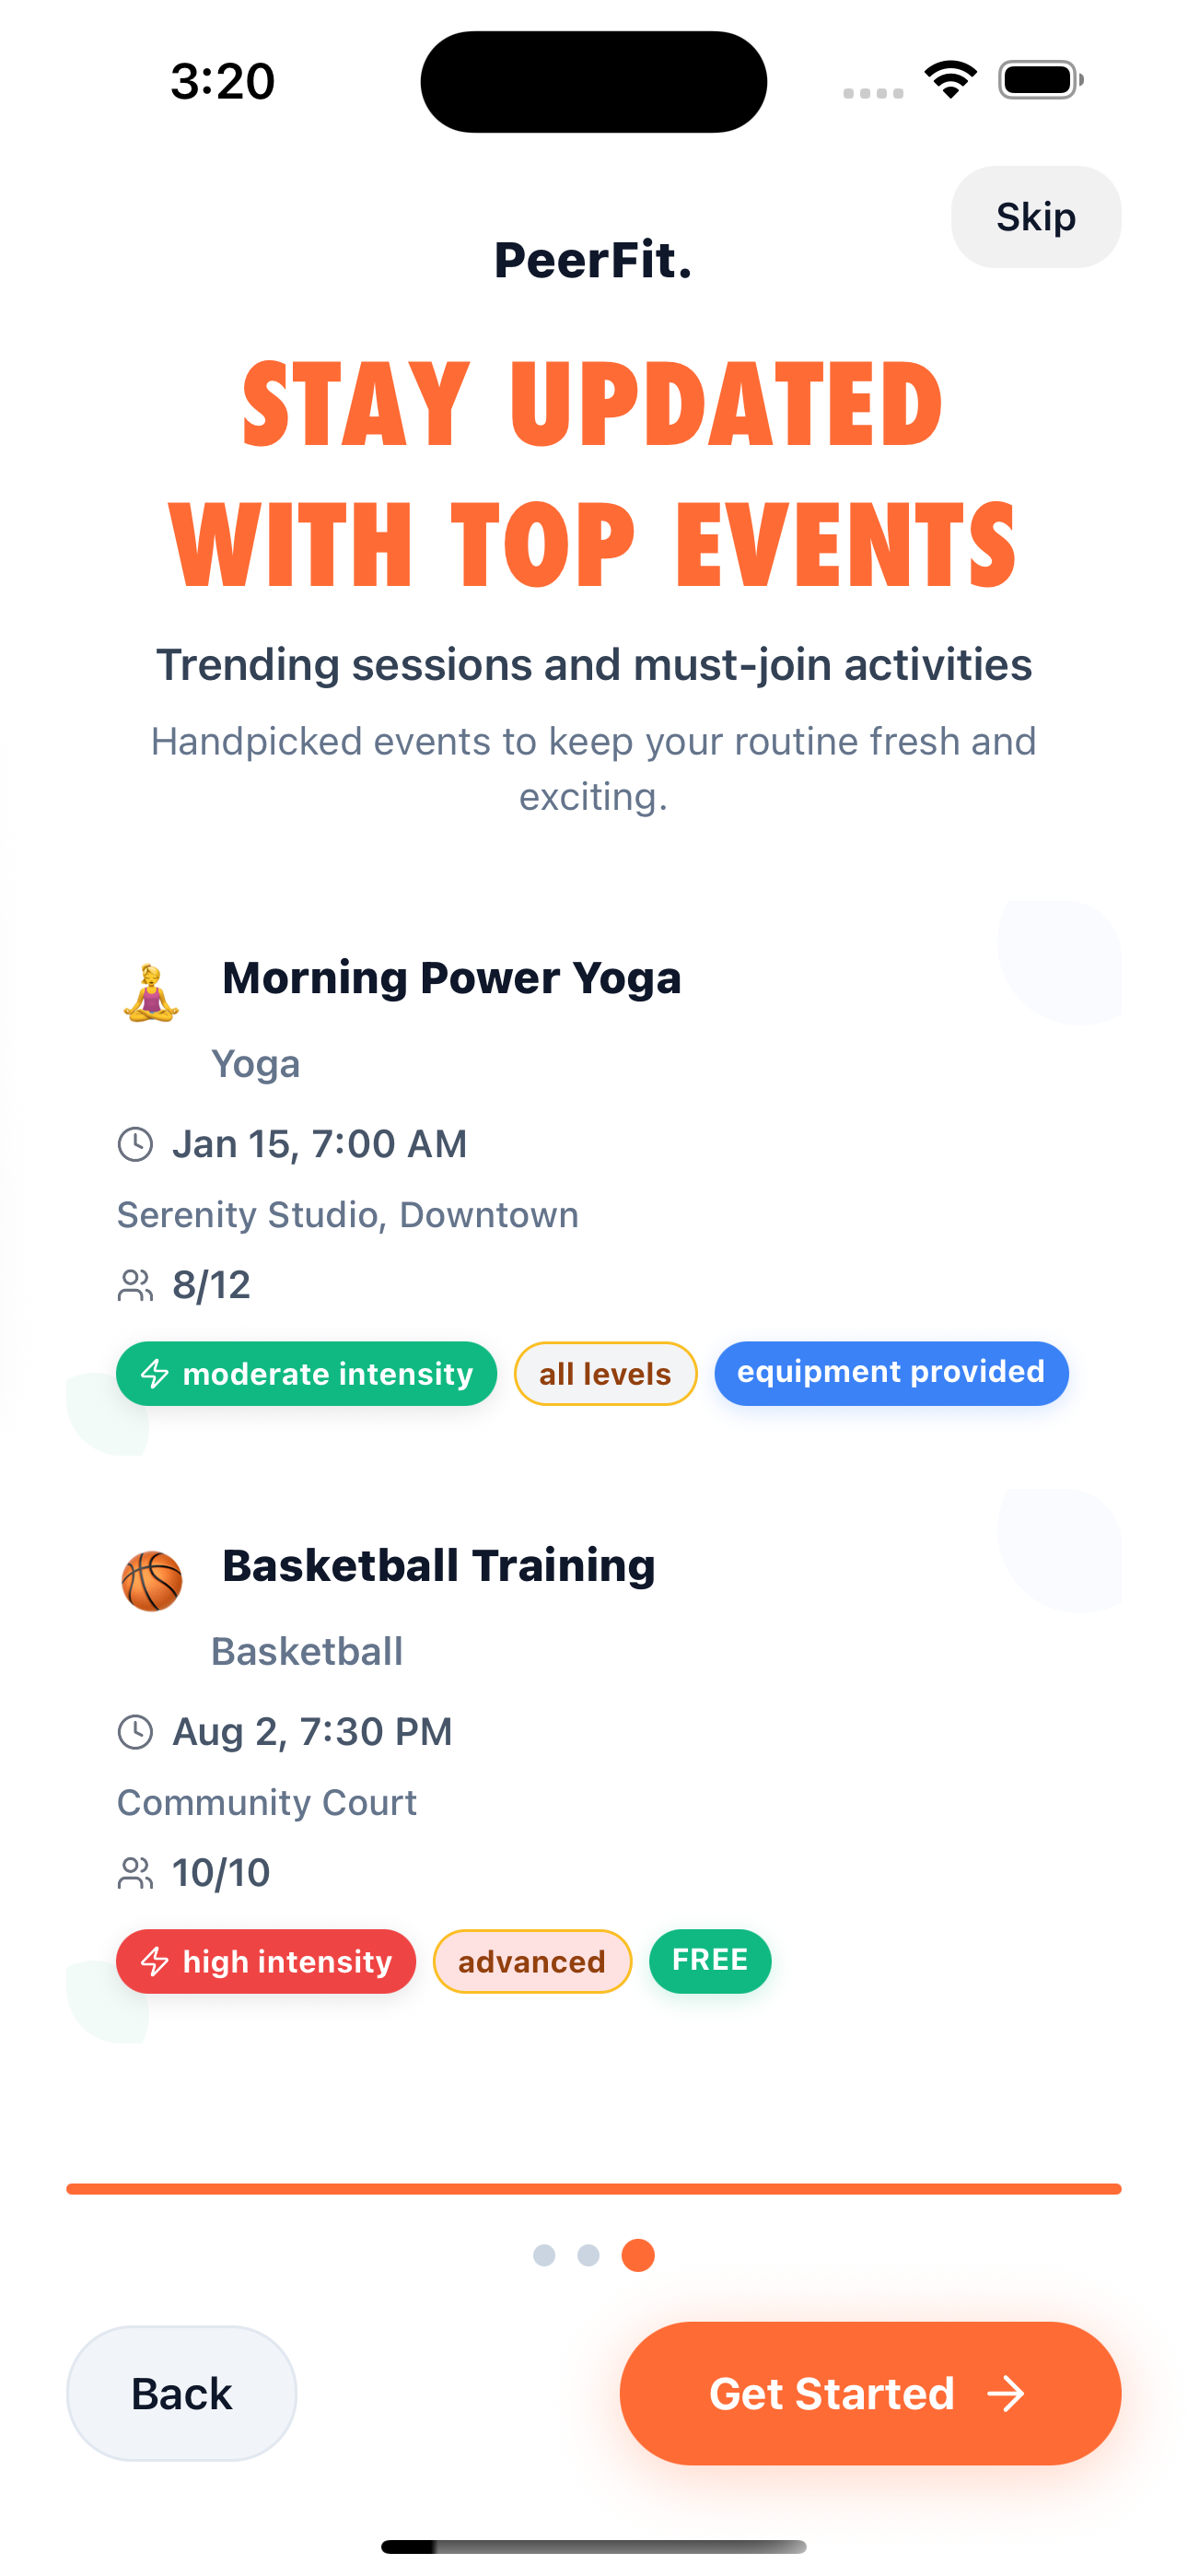 3:20
Skip
PeerFit.
STAY UPDATED
WITH TOP EVENTS
Trending sessions and must-join activities
Handpicked events to keep your routine fresh and
exciting.
Morning Power Yoga
Yoga
Jan 15, 7:00 AM
Serenity Studio, Downtown
8/12
moderate intensity all levels equipment provided
Basketball Training
Basketball
Aug 2, 7:30 PM
Community Court
10/10
high intensity advanced FREE
Back Get Started